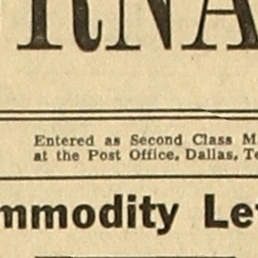 RNA
Entered as Second Class M
at the Post Office, Dallas, Te
mmodity Le